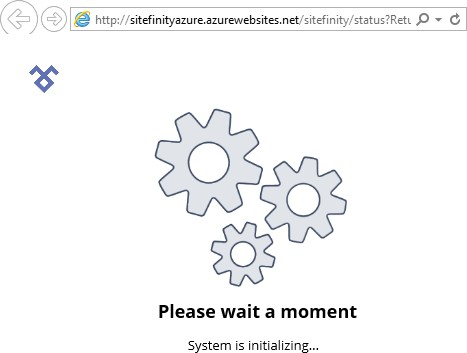 http://sitefinityazure.azurewebsites.net/sitefinity/status?Retu
Please wait a moment
System is initializing...